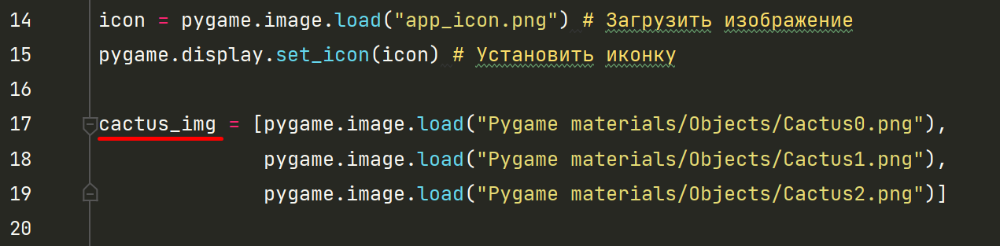 14 icon = pygame.image.load("app_icon.png") # Загрузить изображение
15 pygame.display.set_icon(icon) # Установить иконку
16
17 cactus_img = [pygame.image.load("Pygame materials/Objects/Cactus0.png"),
18 pygame.image.load("Pygame materials/Objects/Cactus1.png"),
19 pygame.image.load("Pygame materials/Objects/Cactus2.png")]
20